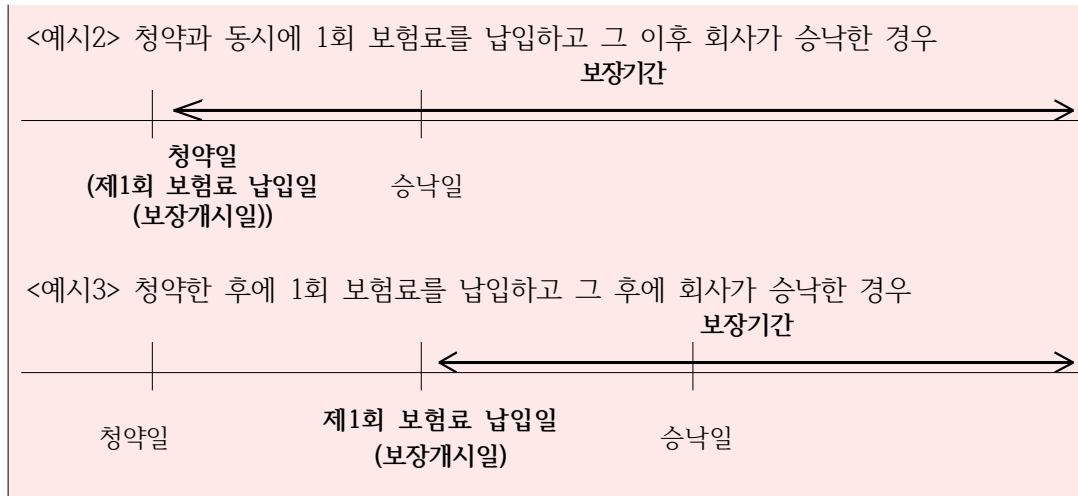 <예시2> 청약과 동시에 1회 보험료를 납입하고 그 이후 회사가 승낙한 경우
보장기간
청약일
(제1회 보험료 납입일
(보장개시일))
승낙일
<예시3> 청약한 후에 1회 보험료를 납입하고 그 후에 회사가 승낙한 경우
보장기간
청약일
제1회 보험료 납입일
(보장개시일)
승낙일